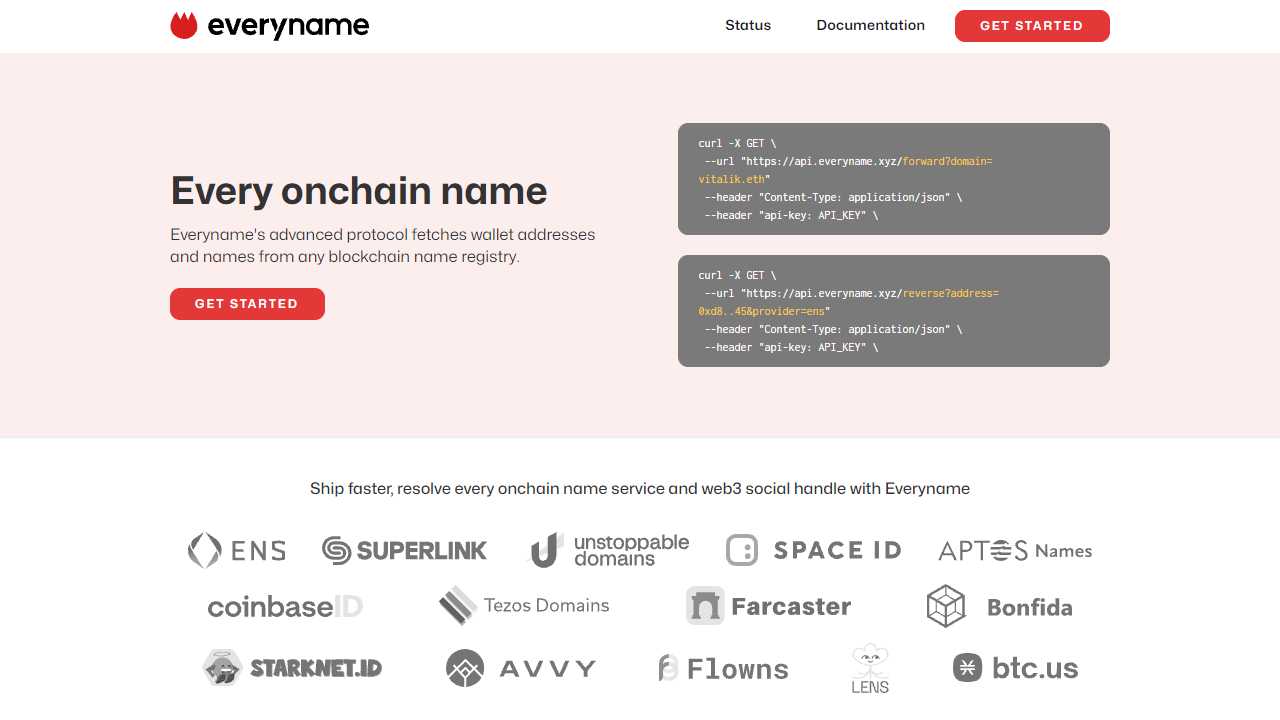 everyname
Status
Documentation
GET STARTED
Every onchain name
Everyname's advanced protocol fetches wallet addresses
and names from any blockchain name registry.
GET STARTED
curl -X GET \
--url "https://api.everyname.xyz/forward?domain=
vitalik.eth"
--header "Content-Type: application/json" \
--header "api-key: API_KEY" \
curl -X GET \
--url "https://api.everyname.xyz/reverse?address=
0xd8..45&provider=ens"
--header "Content-Type: application/json" \
--header "api-key: API_KEY" \
Ship faster, resolve every onchain name service and web3 social handle with Everyname
ENS
SUPERLINK
unstoppable
domains
SPACE ID
APTOS Names
coinbaseID
Tezos Domains
Farcaster
Bonfida
STARKNET.ID
AVVY
Flowns
LENS
btc.us